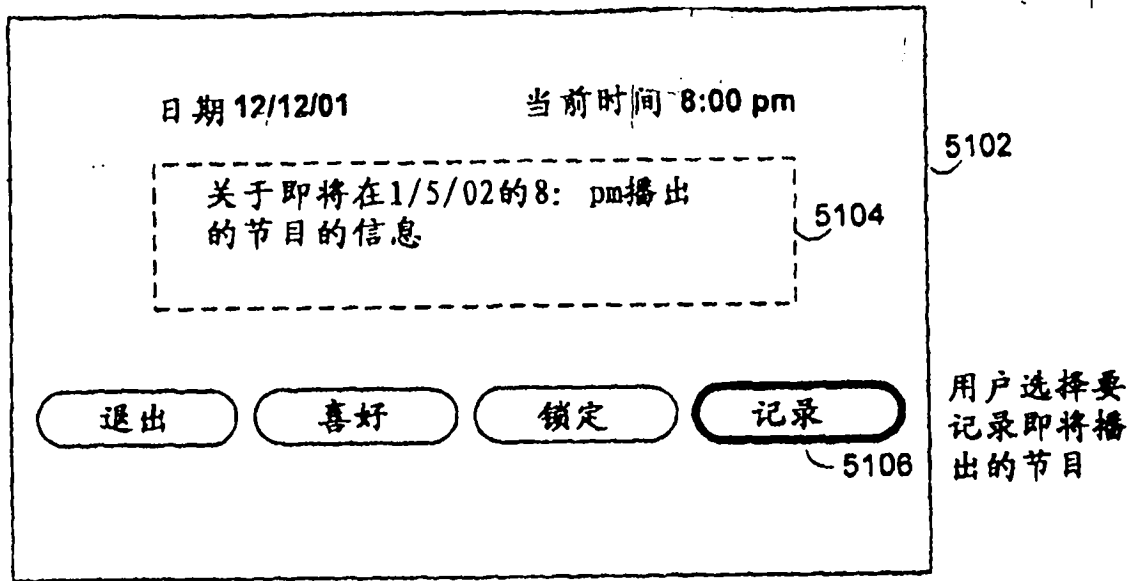 日期 12/12/01 当前时间 8:00 pm
5102
关于即将在1/5/02的8: pm播出
的节目的信息
5104
退出 喜好 锁定 记录
5106
用户选择要
记录即将播
出的节目